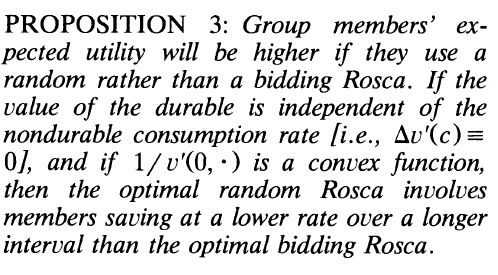 PROPOSITION 3: Group members' ex-
pected utility will be higher if they use a
random rather than a bidding Rosca. If the
value of the durable is independent of the
nondurable consumption rate [i.e., Δv′(c) ≡
0], and if 1/v′(0, ·) is a convex function,
then the optimal random Rosca involves
members saving at a lower rate over a longer
interval than the optimal bidding Rosca.